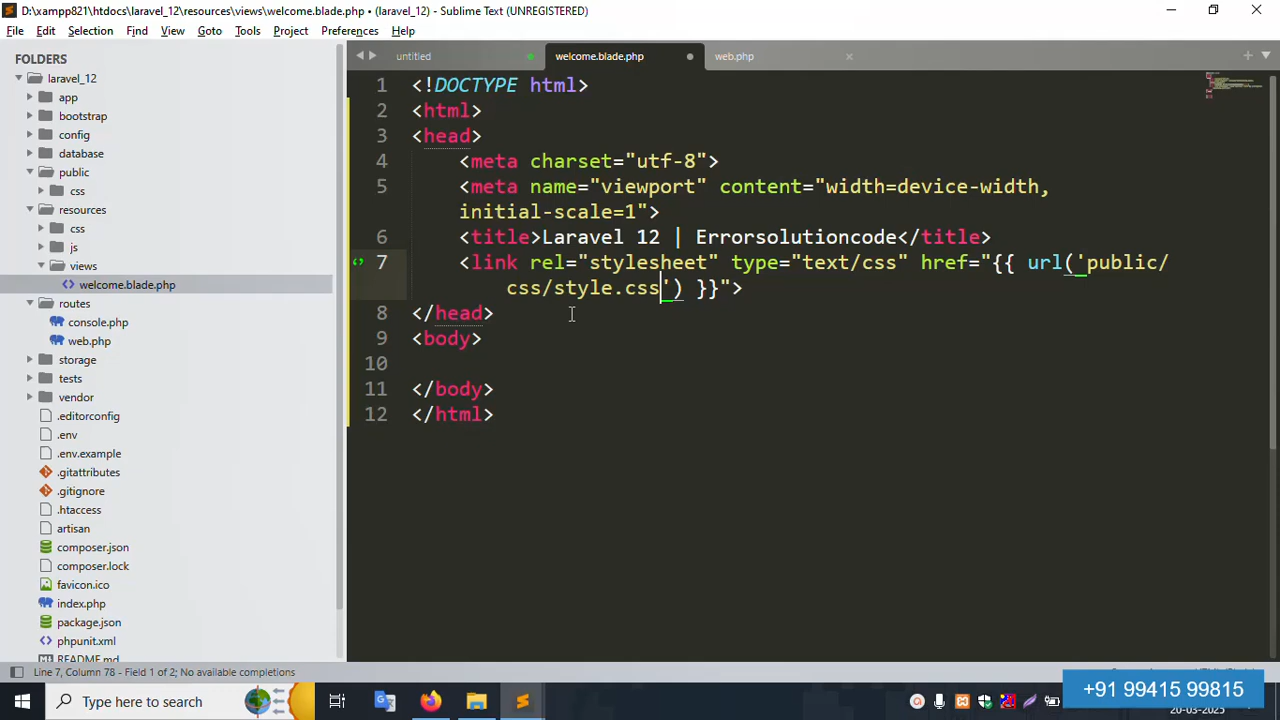 D:\xampp821\htdocs\laravel_12\resources\views\welcome.blade.php • (laravel_12) - Sublime Text (UNREGISTERED)
File Edit Selection Find View Goto Tools Project Preferences Help
FOLDERS
laravel_12
app
bootstrap
config
database
public
css
resources
css
js
views
welcome.blade.php
routes
console.php
web.php
storage
tests
vendor
.editorconfig
.env
.env.example
.gitattributes
.gitignore
.htaccess
artisan
composer.json
composer.lock
favicon.ico
index.php
package.json
phpunit.xml
README.md
untitled welcome.blade.php web.php
1 <!DOCTYPE html>
2 <html>
3 <head>
4 <meta charset="utf-8">
5 <meta name="viewport" content="width=device-width,
initial-scale=1">
6 <title>Laravel 12 | Errorsolutioncode</title>
7 <link rel="stylesheet" type="text/css" href="{{ url('public/
css/style.css') }}">
8 </head>
9 <body>
10
11 </body>
12 </html>
Line 7, Column 78 - Field 1 of 2; No available completions
+91 99415 99815
Type here to search
20-03-2025